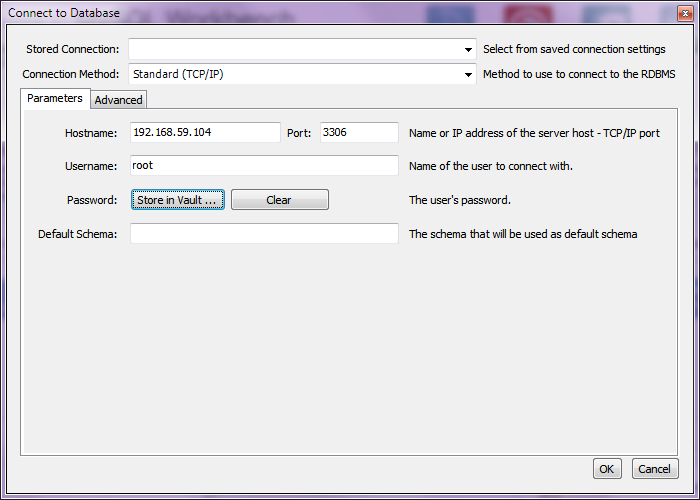 Connect to Database
Workbench
Stored Connection: Select from saved connection settings
Connection Method: Standard (TCP/IP) Method to use to connect to the RDBMS
Parameters Advanced
Hostname: 192.168.59.104 Port: 3306 Name or IP address of the server host - TCP/IP port
Username: root Name of the user to connect with.
Password: Store in Vault ... Clear The user's password.
Default Schema: The schema that will be used as default schema
OK Cancel